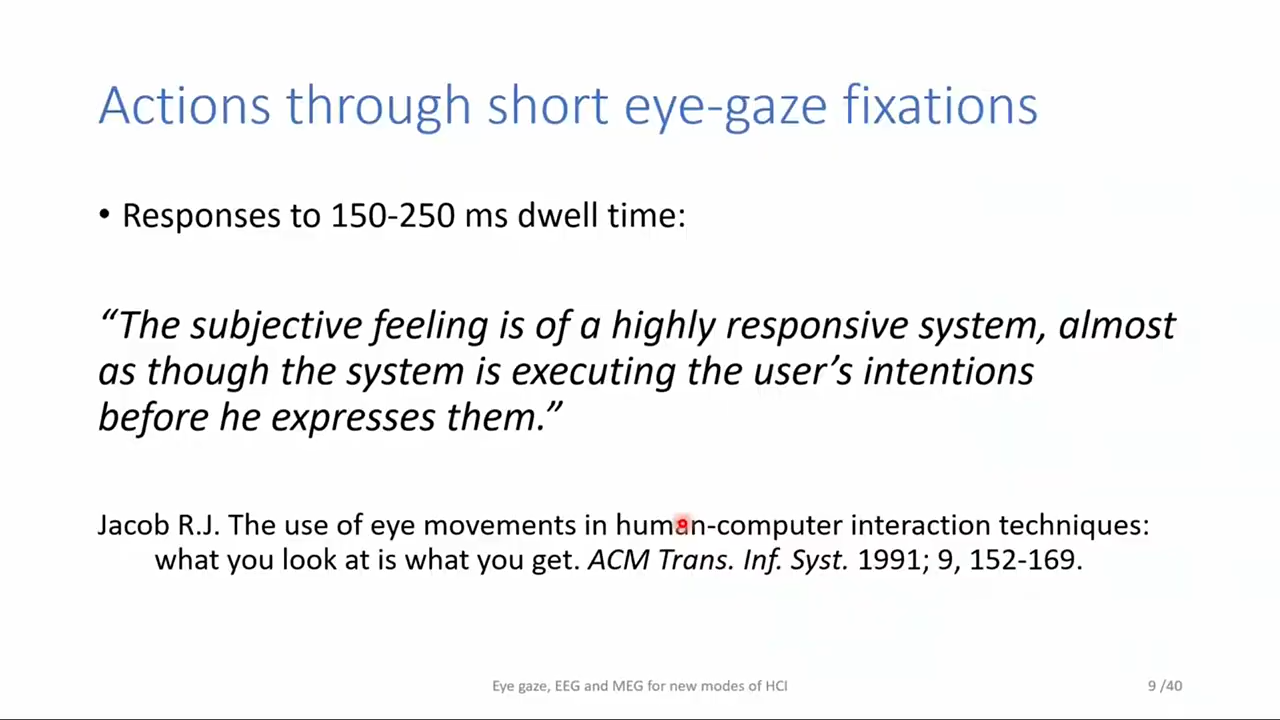 Actions through short eye-gaze fixations
• Responses to 150-250 ms dwell time:
“The subjective feeling is of a highly responsive system, almost
as though the system is executing the user’s intentions
before he expresses them.”
Jacob R.J. The use of eye movements in human-computer interaction techniques:
what you look at is what you get. ACM Trans. Inf. Syst. 1991; 9, 152-169.
Eye gaze, EEG and MEG for new modes of HCI
9 /40